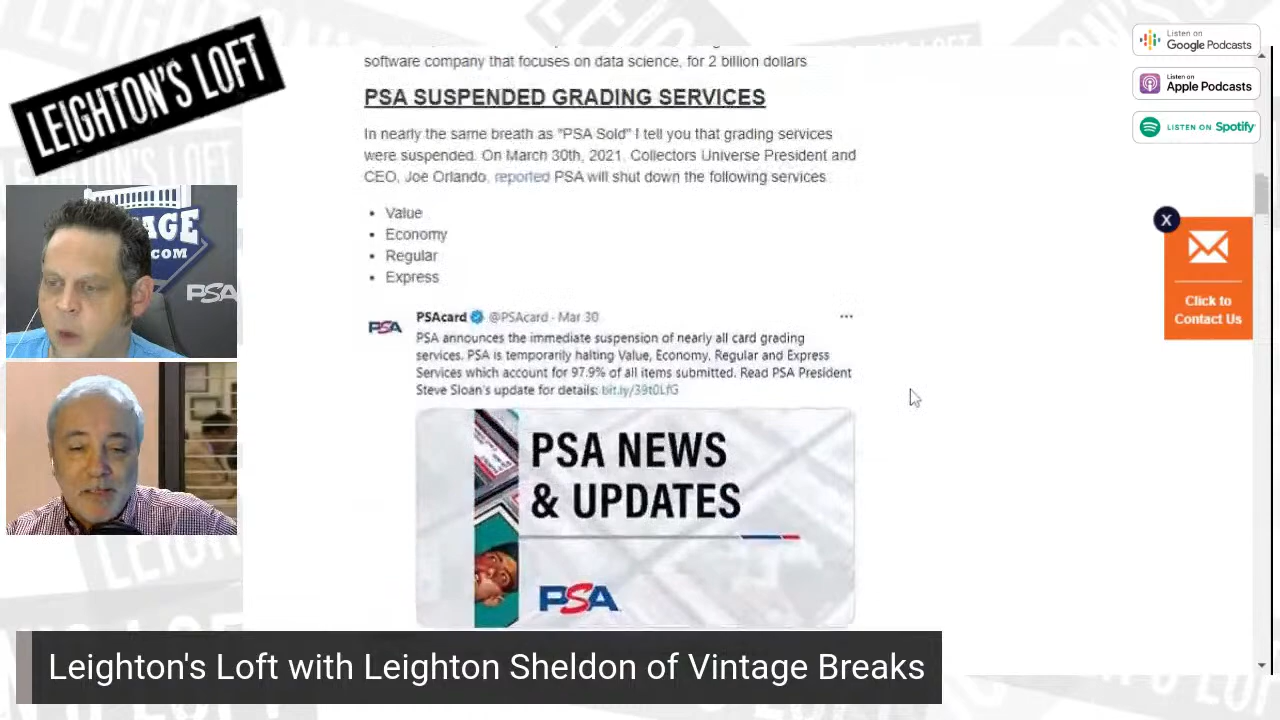 LEIGHTON'S LOFT
software company that focuses on data science, for 2 billion dollars
PSA SUSPENDED GRADING SERVICES
In nearly the same breath as "PSA Sold" I tell you that grading services
were suspended. On March 30th, 2021, Collectors Universe President and
CEO, Joe Orlando, reported PSA will shut down the following services
• Value
• Economy
• Regular
• Express
PSA
PSAcard @PSAcard · Mar 30
PSA announces the immediate suspension of nearly all card grading
services. PSA is temporarily halting Value, Economy, Regular and Express
Services which account for 97.9% of all items submitted. Read PSA President
Steve Sloan's update for details: bit.ly/39t0LfG
PSA NEWS
& UPDATES
PSA
Listen on
Google Podcasts
Listen on
Apple Podcasts
LISTEN ON Spotify
X
Click to
Contact Us
AGE
.COM
PSA
Leighton's Loft with Leighton Sheldon of Vintage Breaks